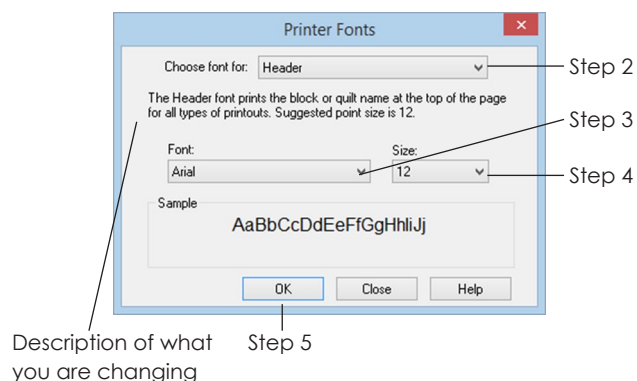 Printer Fonts
Choose font for: Header
Step 2
The Header font prints the block or quilt name at the top of the page
for all types of printouts. Suggested point size is 12.
Step 3
Font: Size:
Arial 12
Step 4
Sample
AaBbCcDdEeFfGgHhIiJj
OK Close Help
Description of what
you are changing
Step 5